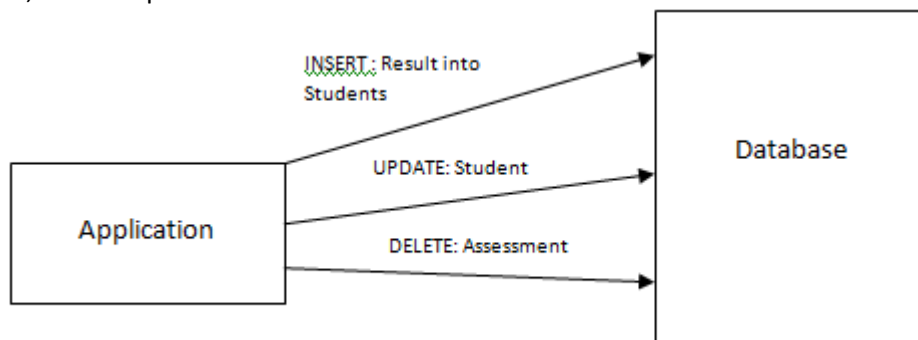 INSERT : Result into
Students
Database
UPDATE: Student
Application
DELETE: Assessment